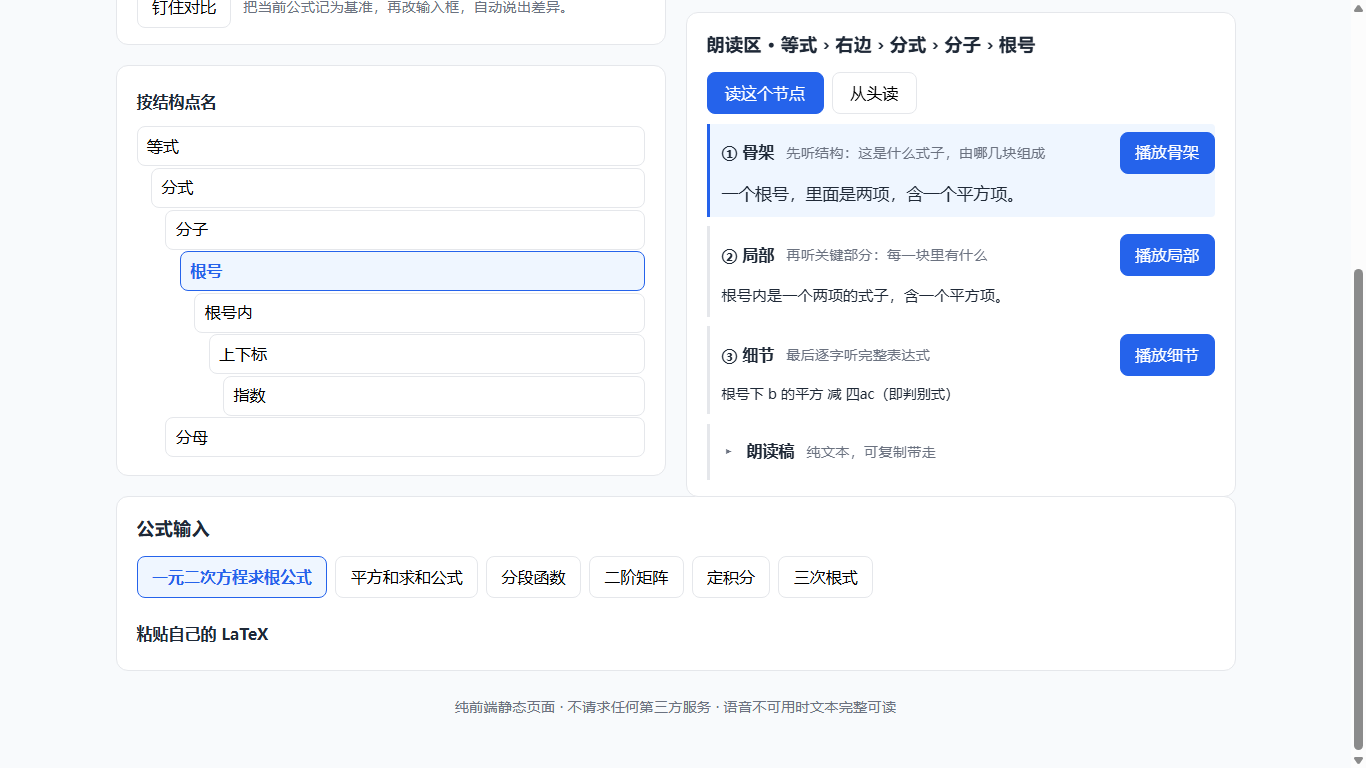 钉住对比 把当前公式记为基准，再改输入框，自动说出差异。
按结构点名
等式
分式
分子
根号
根号内
上下标
指数
分母
朗读区 · 等式 › 右边 › 分式 › 分子 › 根号
读这个节点 从头读
① 骨架 先听结构：这是什么式子，由哪几块组成 播放骨架
一个根号，里面是两项，含一个平方项。
② 局部 再听关键部分：每一块里有什么 播放局部
根号内是一个两项的式子，含一个平方项。
③ 细节 最后逐字听完整表达式 播放细节
根号下 b 的平方 减 四ac（即判别式）
▸ 朗读稿 纯文本，可复制带走
公式输入
一元二次方程求根公式 平方和求和公式 分段函数 二阶矩阵 定积分 三次根式
粘贴自己的 LaTeX
纯前端静态页面 · 不请求任何第三方服务 · 语音不可用时文本完整可读